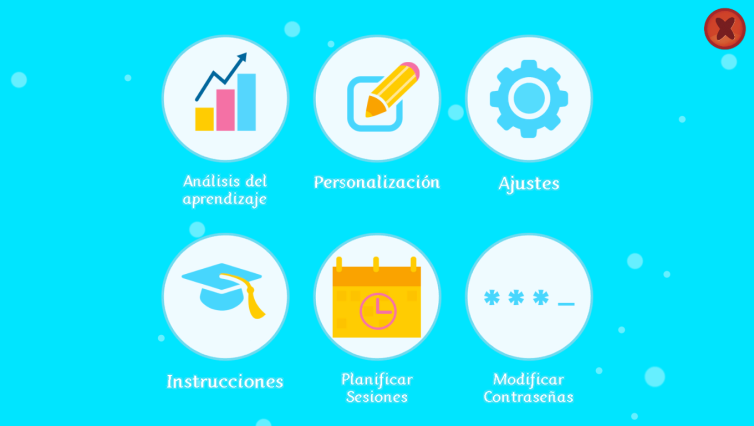 Análisis del
aprendizaje
Personalización
Ajustes
Instrucciones
Planificar
Sesiones
***_
Modificar
Contraseñas